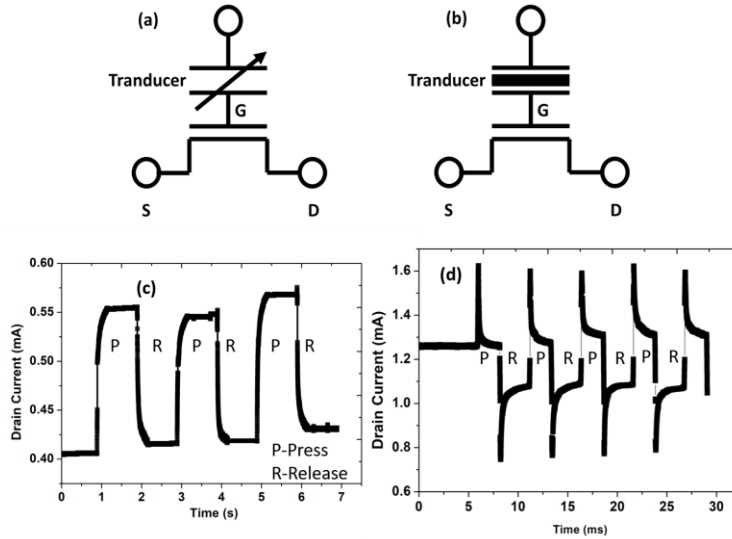 (a)
(b)
Tranducer
Tranducer
G
G
S
D
S
D
0.60
0.55
0.50
0.45
0.40
Drain Current (mA)
(c)
P
R
P
R
P
R
P-Press
R-Release
0
1
2
3
4
5
6
7
Time (s)
1.6
1.4
1.2
1.0
0.8
0.6
Drain Current (mA)
(d)
P
R
P
R
P
R
P
R
0
5
10
15
20
25
30
Time (ms)